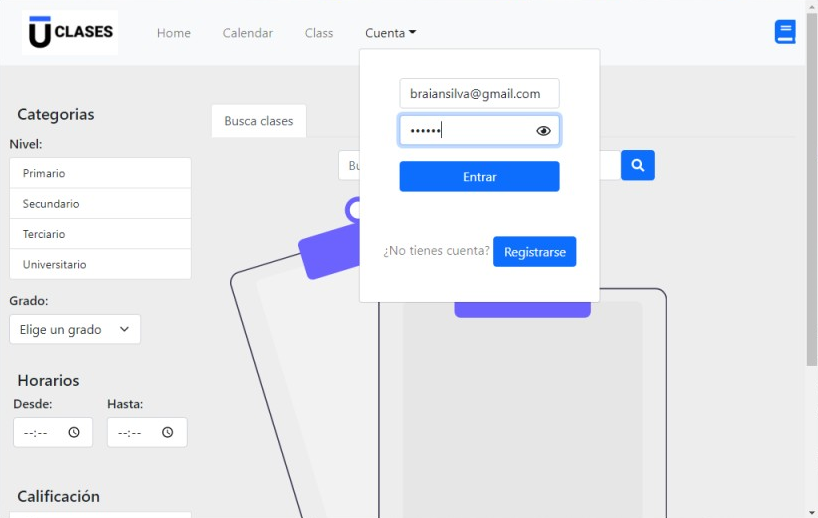 U CLASES
Home
Calendar
Class
Cuenta
braiansilva@gmail.com
••••••
Entrar
¿No tienes cuenta? Registrarse
Categorias
Nivel:
Primario
Secundario
Terciario
Universitario
Grado:
Elige un grado
Horarios
Desde: Hasta:
--:-- --:--
Calificación
Busca clases
Bu